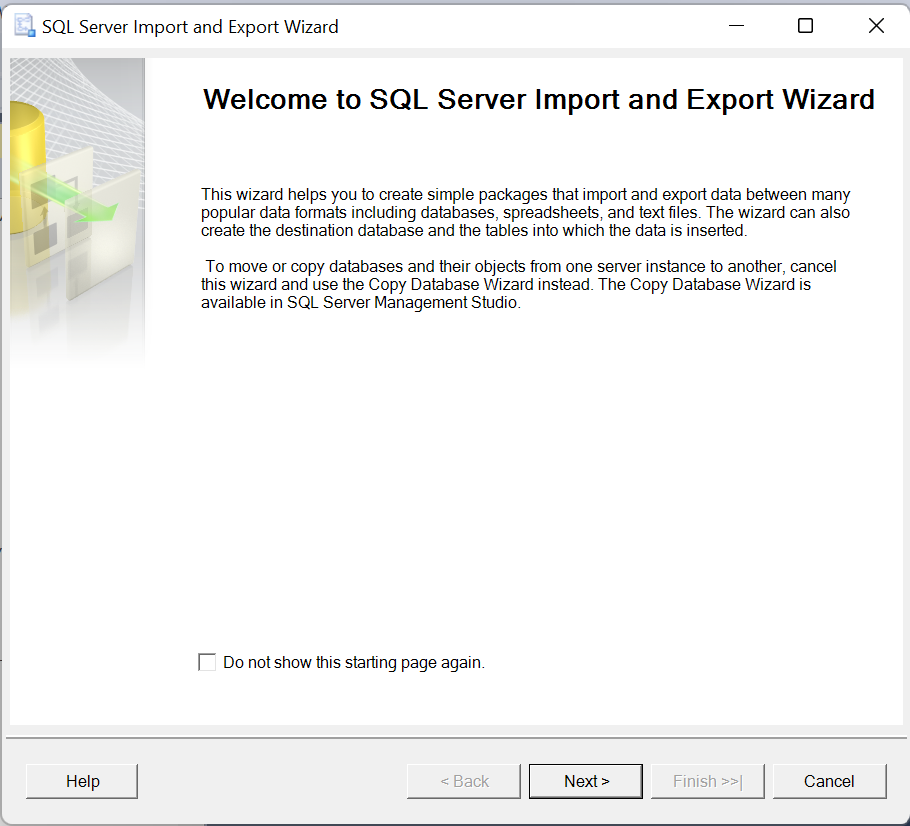 SQL Server Import and Export Wizard
Welcome to SQL Server Import and Export Wizard
This wizard helps you to create simple packages that import and export data between many
popular data formats including databases, spreadsheets, and text files. The wizard can also
create the destination database and the tables into which the data is inserted.
To move or copy databases and their objects from one server instance to another, cancel
this wizard and use the Copy Database Wizard instead. The Copy Database Wizard is
available in SQL Server Management Studio.
Do not show this starting page again.
Help
< Back
Next >
Finish >>|
Cancel